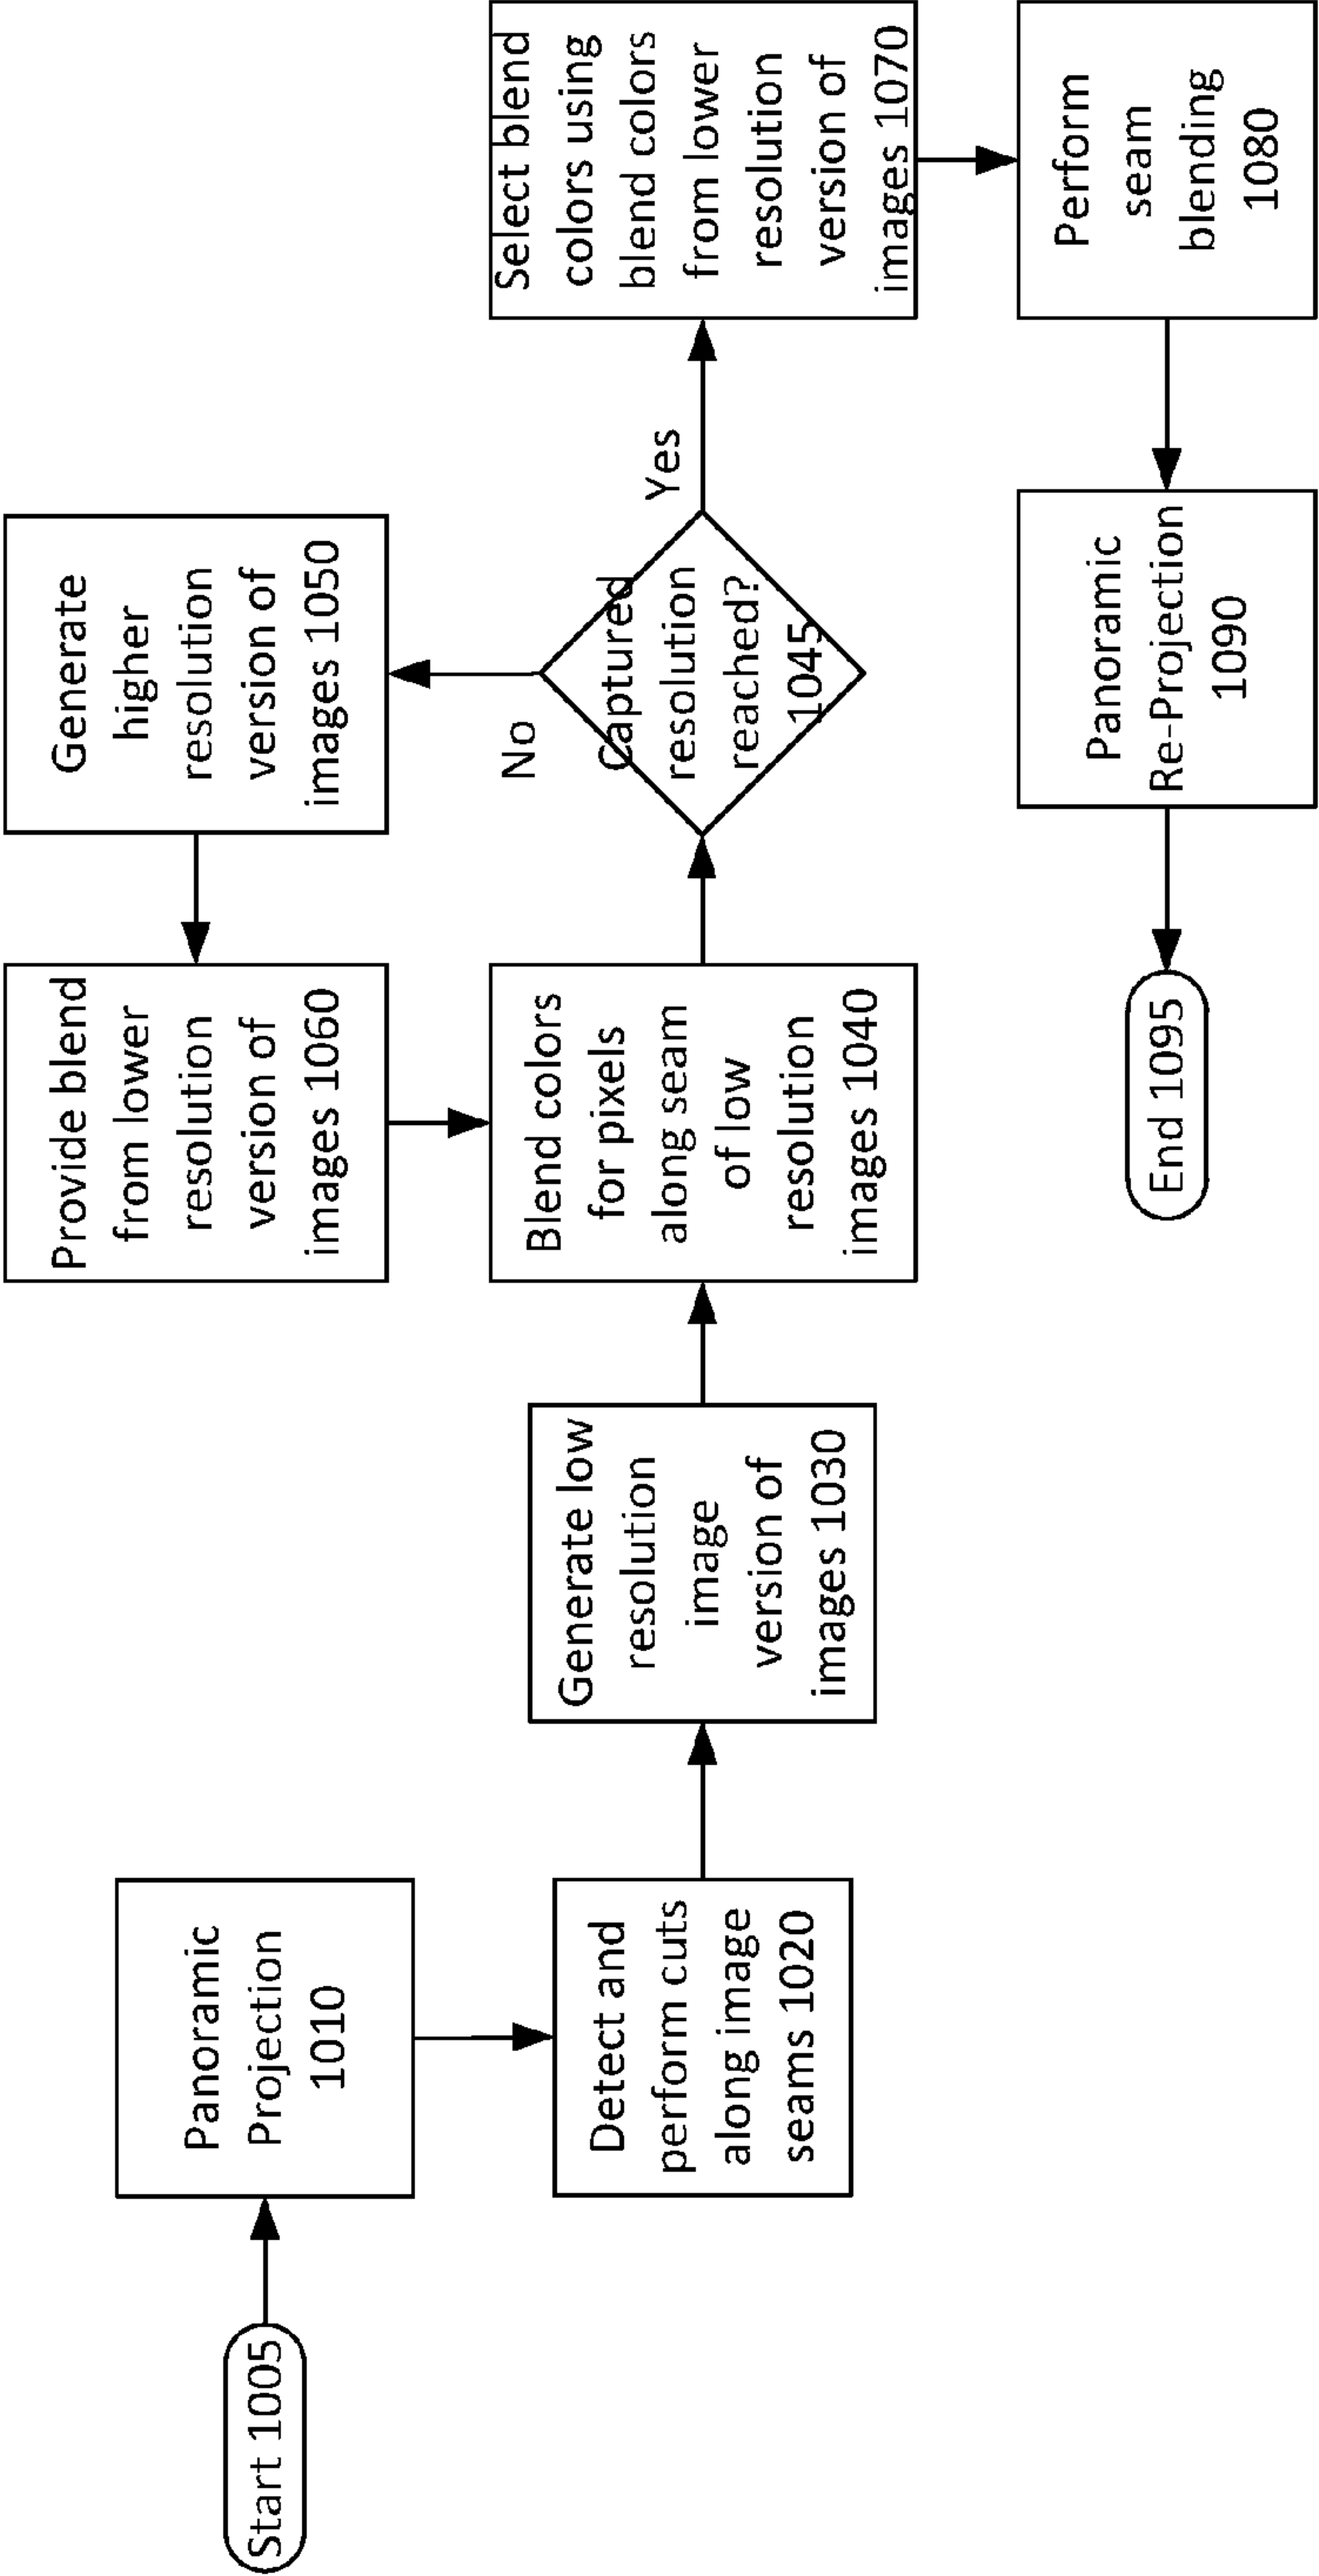 Start 1005
Panoramic
Projection
1010
Detect and
perform cuts
along image
seams 1020
Generate low
resolution
image
version of
images 1030
Blend colors
for pixels
along seam
of low
resolution
images 1040
Captured
resolution
reached?
1045
No
Generate
higher
resolution
version of
images 1050
Provide blend
from lower
resolution
version of
images 1060
Yes
Select blend
colors using
blend colors
from lower
resolution
version of
images 1070
Perform
seam
blending
1080
Panoramic
Re-Projection
1090
End 1095